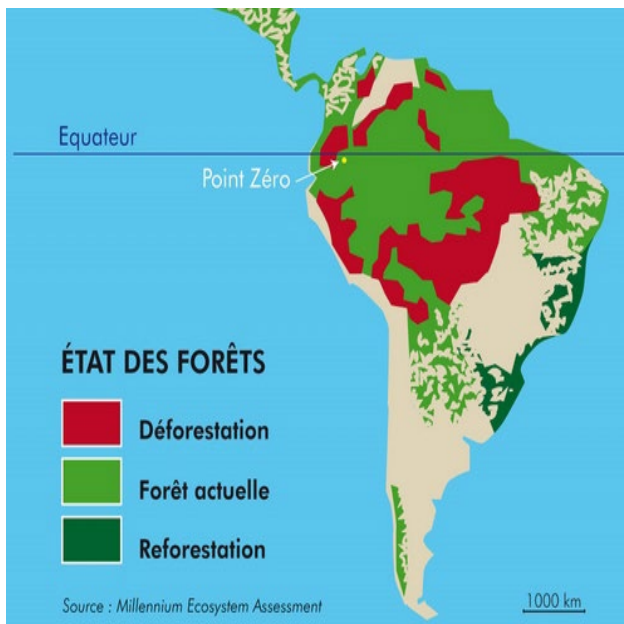 Equateur
Point Zéro
ÉTAT DES FORÊTS
Déforestation
Forêt actuelle
Reforestation
Source : Millennium Ecosystem Assessment
1000 km